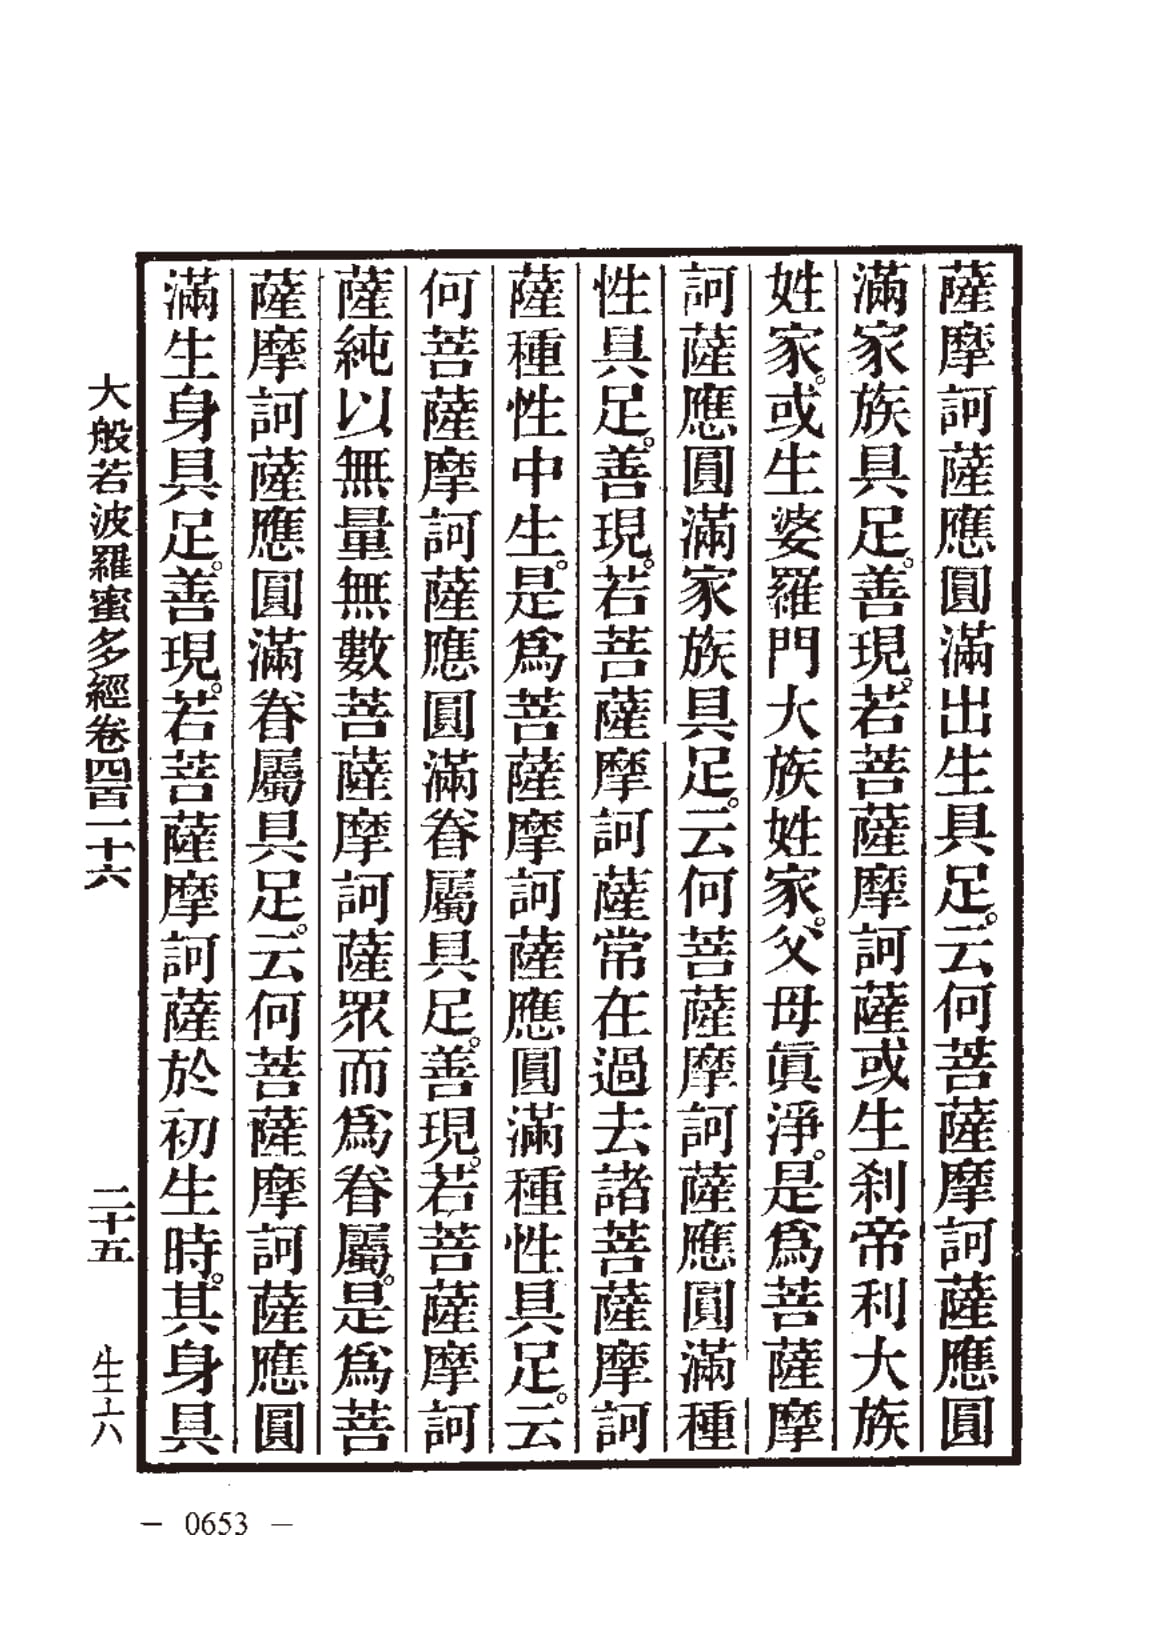 薩摩訶薩應圓滿出生具足。云何菩薩摩訶薩應圓
滿家族具足。善現。若菩薩摩訶薩或生刹帝利大族
姓家。或生婆羅門大族姓家。父母眞淨。是爲菩薩摩
訶薩應圓滿家族具足。云何菩薩摩訶薩應圓滿種
性具足。善現。若菩薩摩訶薩常在過去諸菩薩摩訶
薩種性中生。是爲菩薩摩訶薩應圓滿種性具足。云
何菩薩摩訶薩應圓滿眷屬具足。善現。若菩薩摩訶
薩純以無量無數菩薩摩訶薩眾而爲眷屬。是爲菩
薩摩訶薩應圓滿眷屬具足。云何菩薩摩訶薩應圓
滿生身具足。善現。若菩薩摩訶薩於初生時。其身具
大般若波羅蜜多經卷四百一十六 二十五 生六
— 0653 —